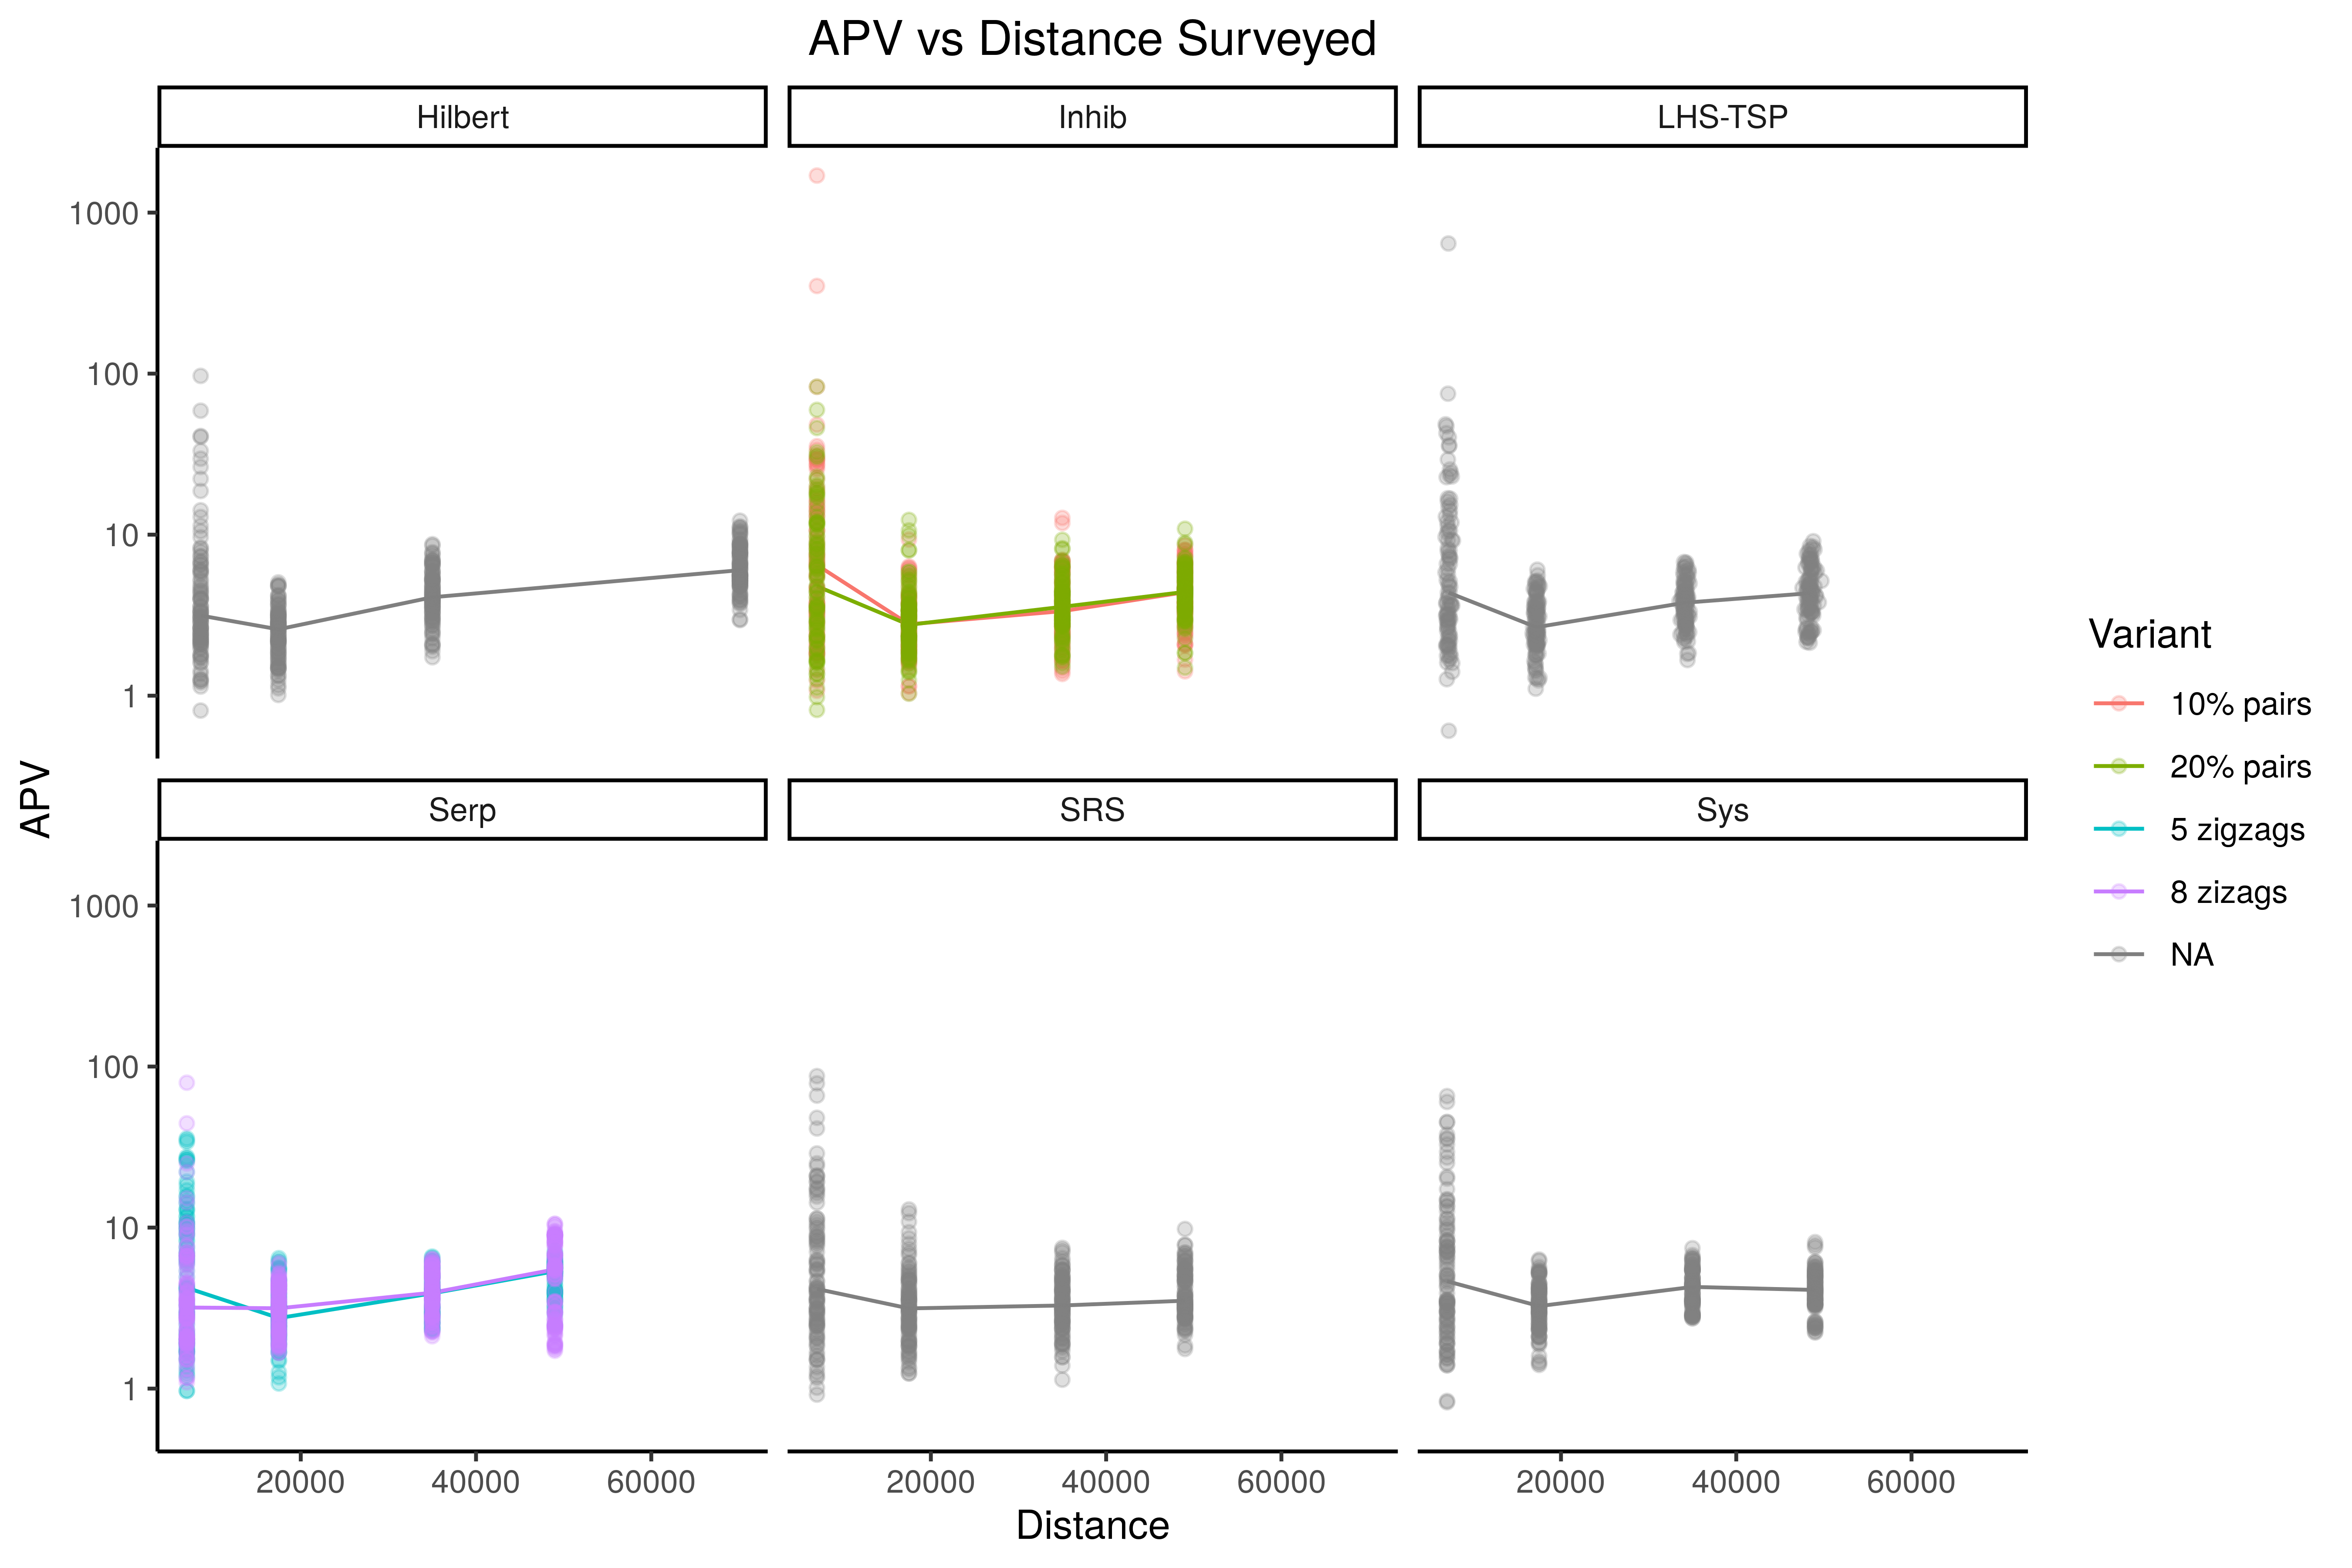 APV vs Distance Surveyed
Hilbert
Inhib
LHS-TSP
1000
100
10
1
APV
Serp
SRS
Sys
1000
100
10
1
20000
40000
60000
20000
40000
60000
20000
40000
60000
Distance
Variant
10% pairs
20% pairs
5 zigzags
8 zizags
NA